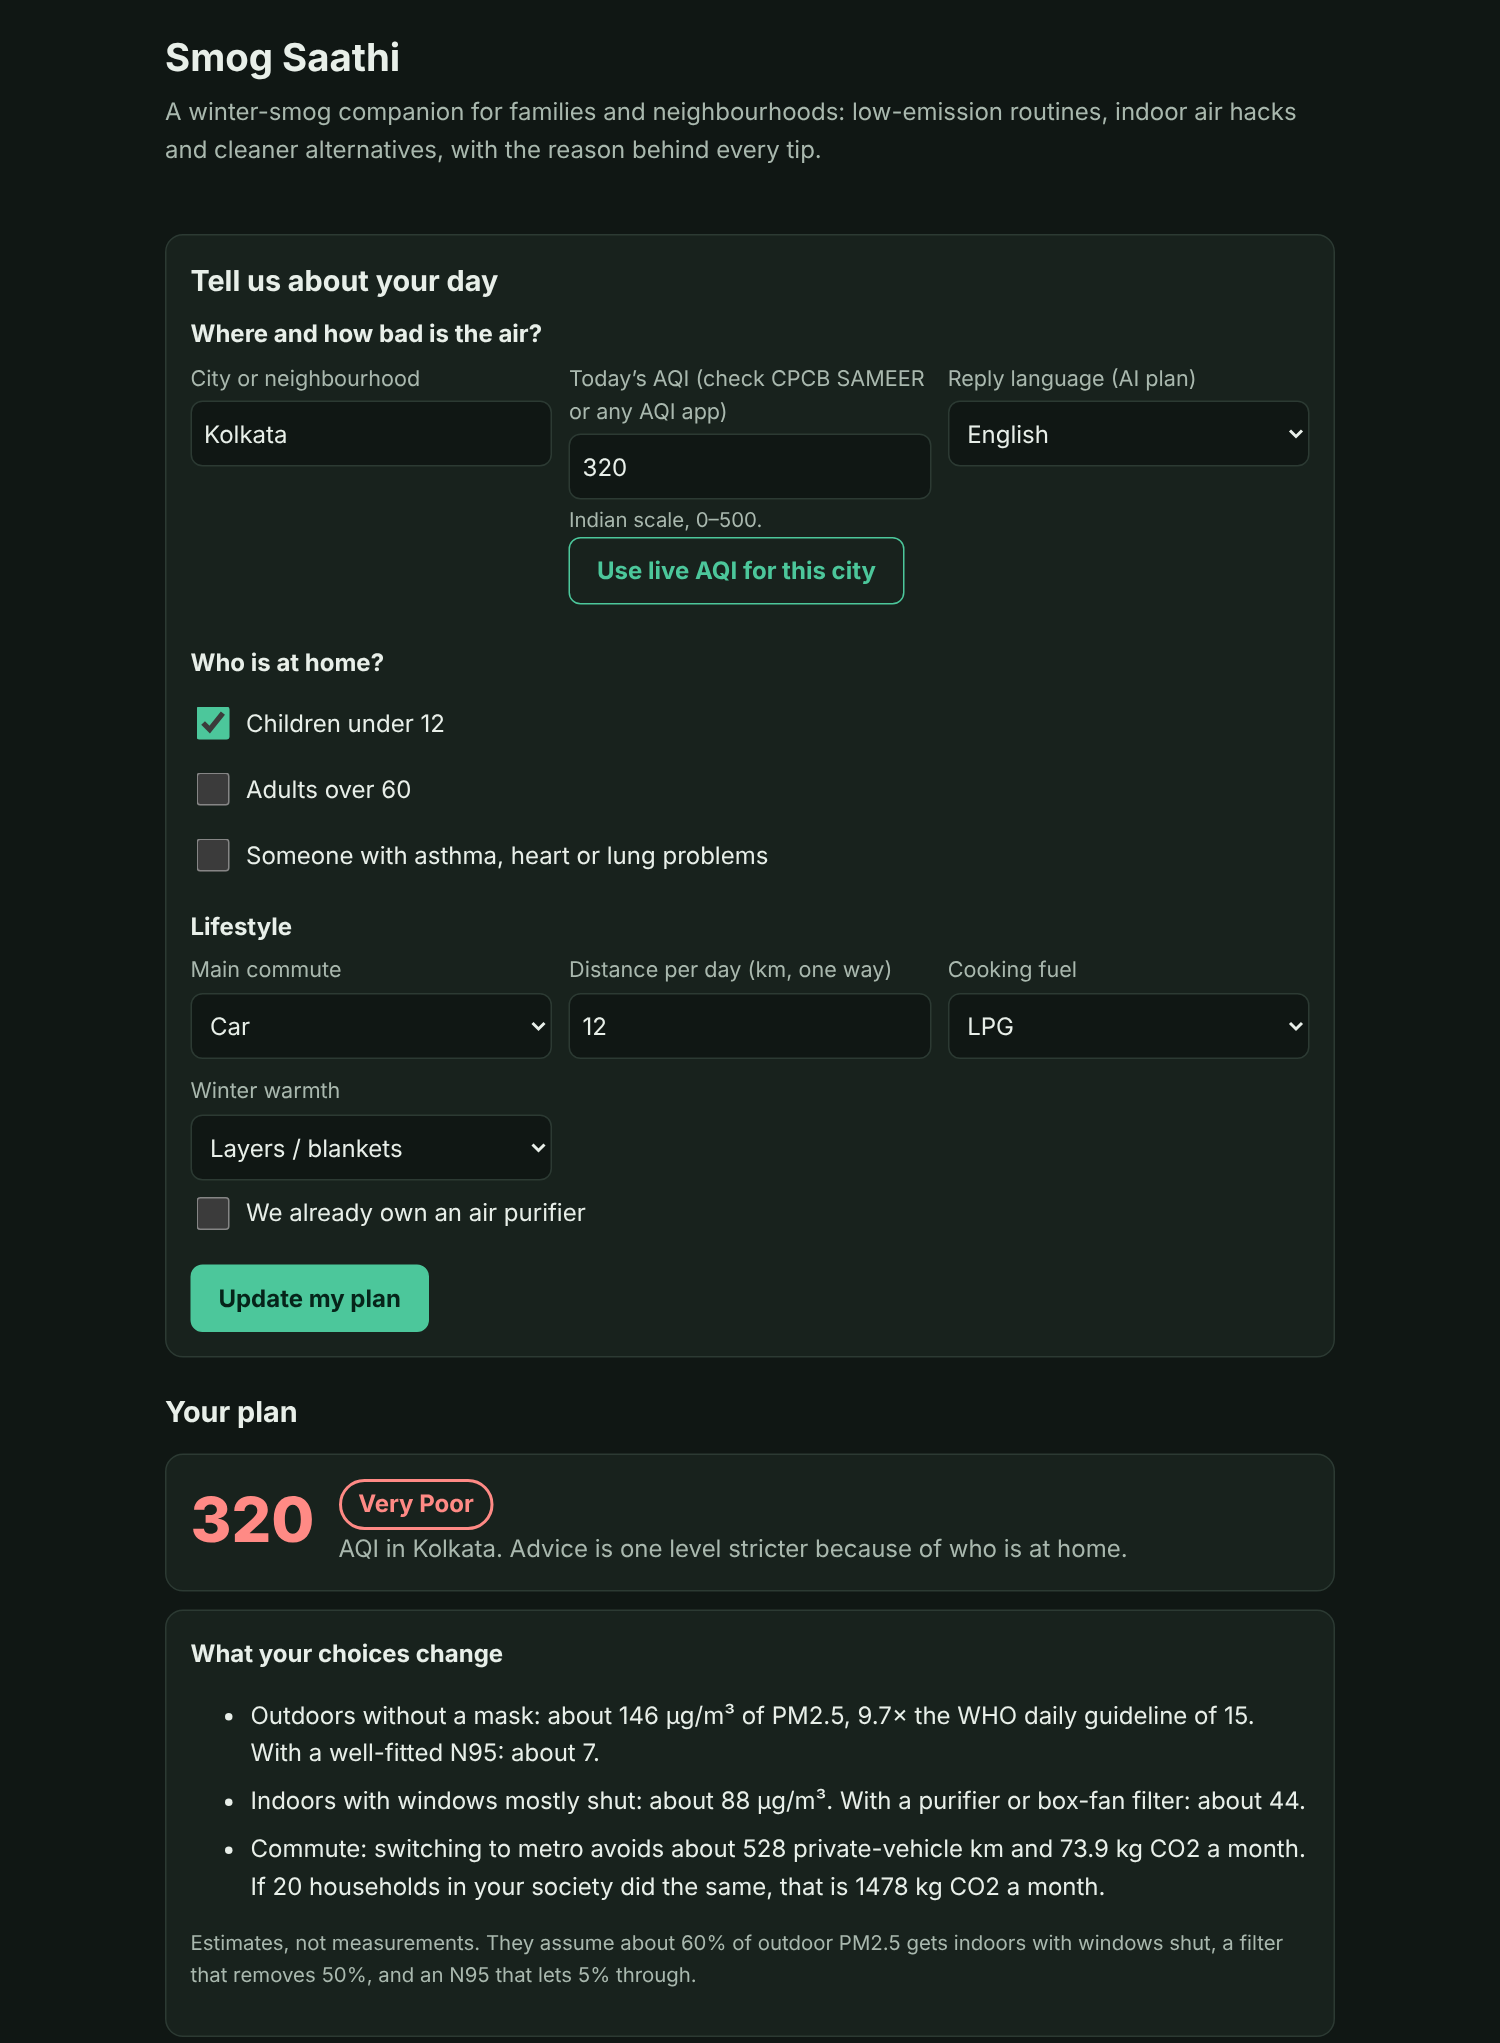 Smog Saathi
A winter-smog companion for families and neighbourhoods: low-emission routines, indoor air hacks
and cleaner alternatives, with the reason behind every tip.
Tell us about your day
Where and how bad is the air?
City or neighbourhood
Kolkata
Today’s AQI (check CPCB SAMEER
or any AQI app)
320
Indian scale, 0–500.
Use live AQI for this city
Reply language (AI plan)
English
Who is at home?
Children under 12
Adults over 60
Someone with asthma, heart or lung problems
Lifestyle
Main commute
Car
Distance per day (km, one way)
12
Cooking fuel
LPG
Winter warmth
Layers / blankets
We already own an air purifier
Update my plan
Your plan
320
Very Poor
AQI in Kolkata. Advice is one level stricter because of who is at home.
What your choices change
• Outdoors without a mask: about 146 µg/m³ of PM2.5, 9.7× the WHO daily guideline of 15.
With a well-fitted N95: about 7.
• Indoors with windows mostly shut: about 88 µg/m³. With a purifier or box-fan filter: about 44.
• Commute: switching to metro avoids about 528 private-vehicle km and 73.9 kg CO2 a month.
If 20 households in your society did the same, that is 1478 kg CO2 a month.
Estimates, not measurements. They assume about 60% of outdoor PM2.5 gets indoors with windows shut, a filter
that removes 50%, and an N95 that lets 5% through.